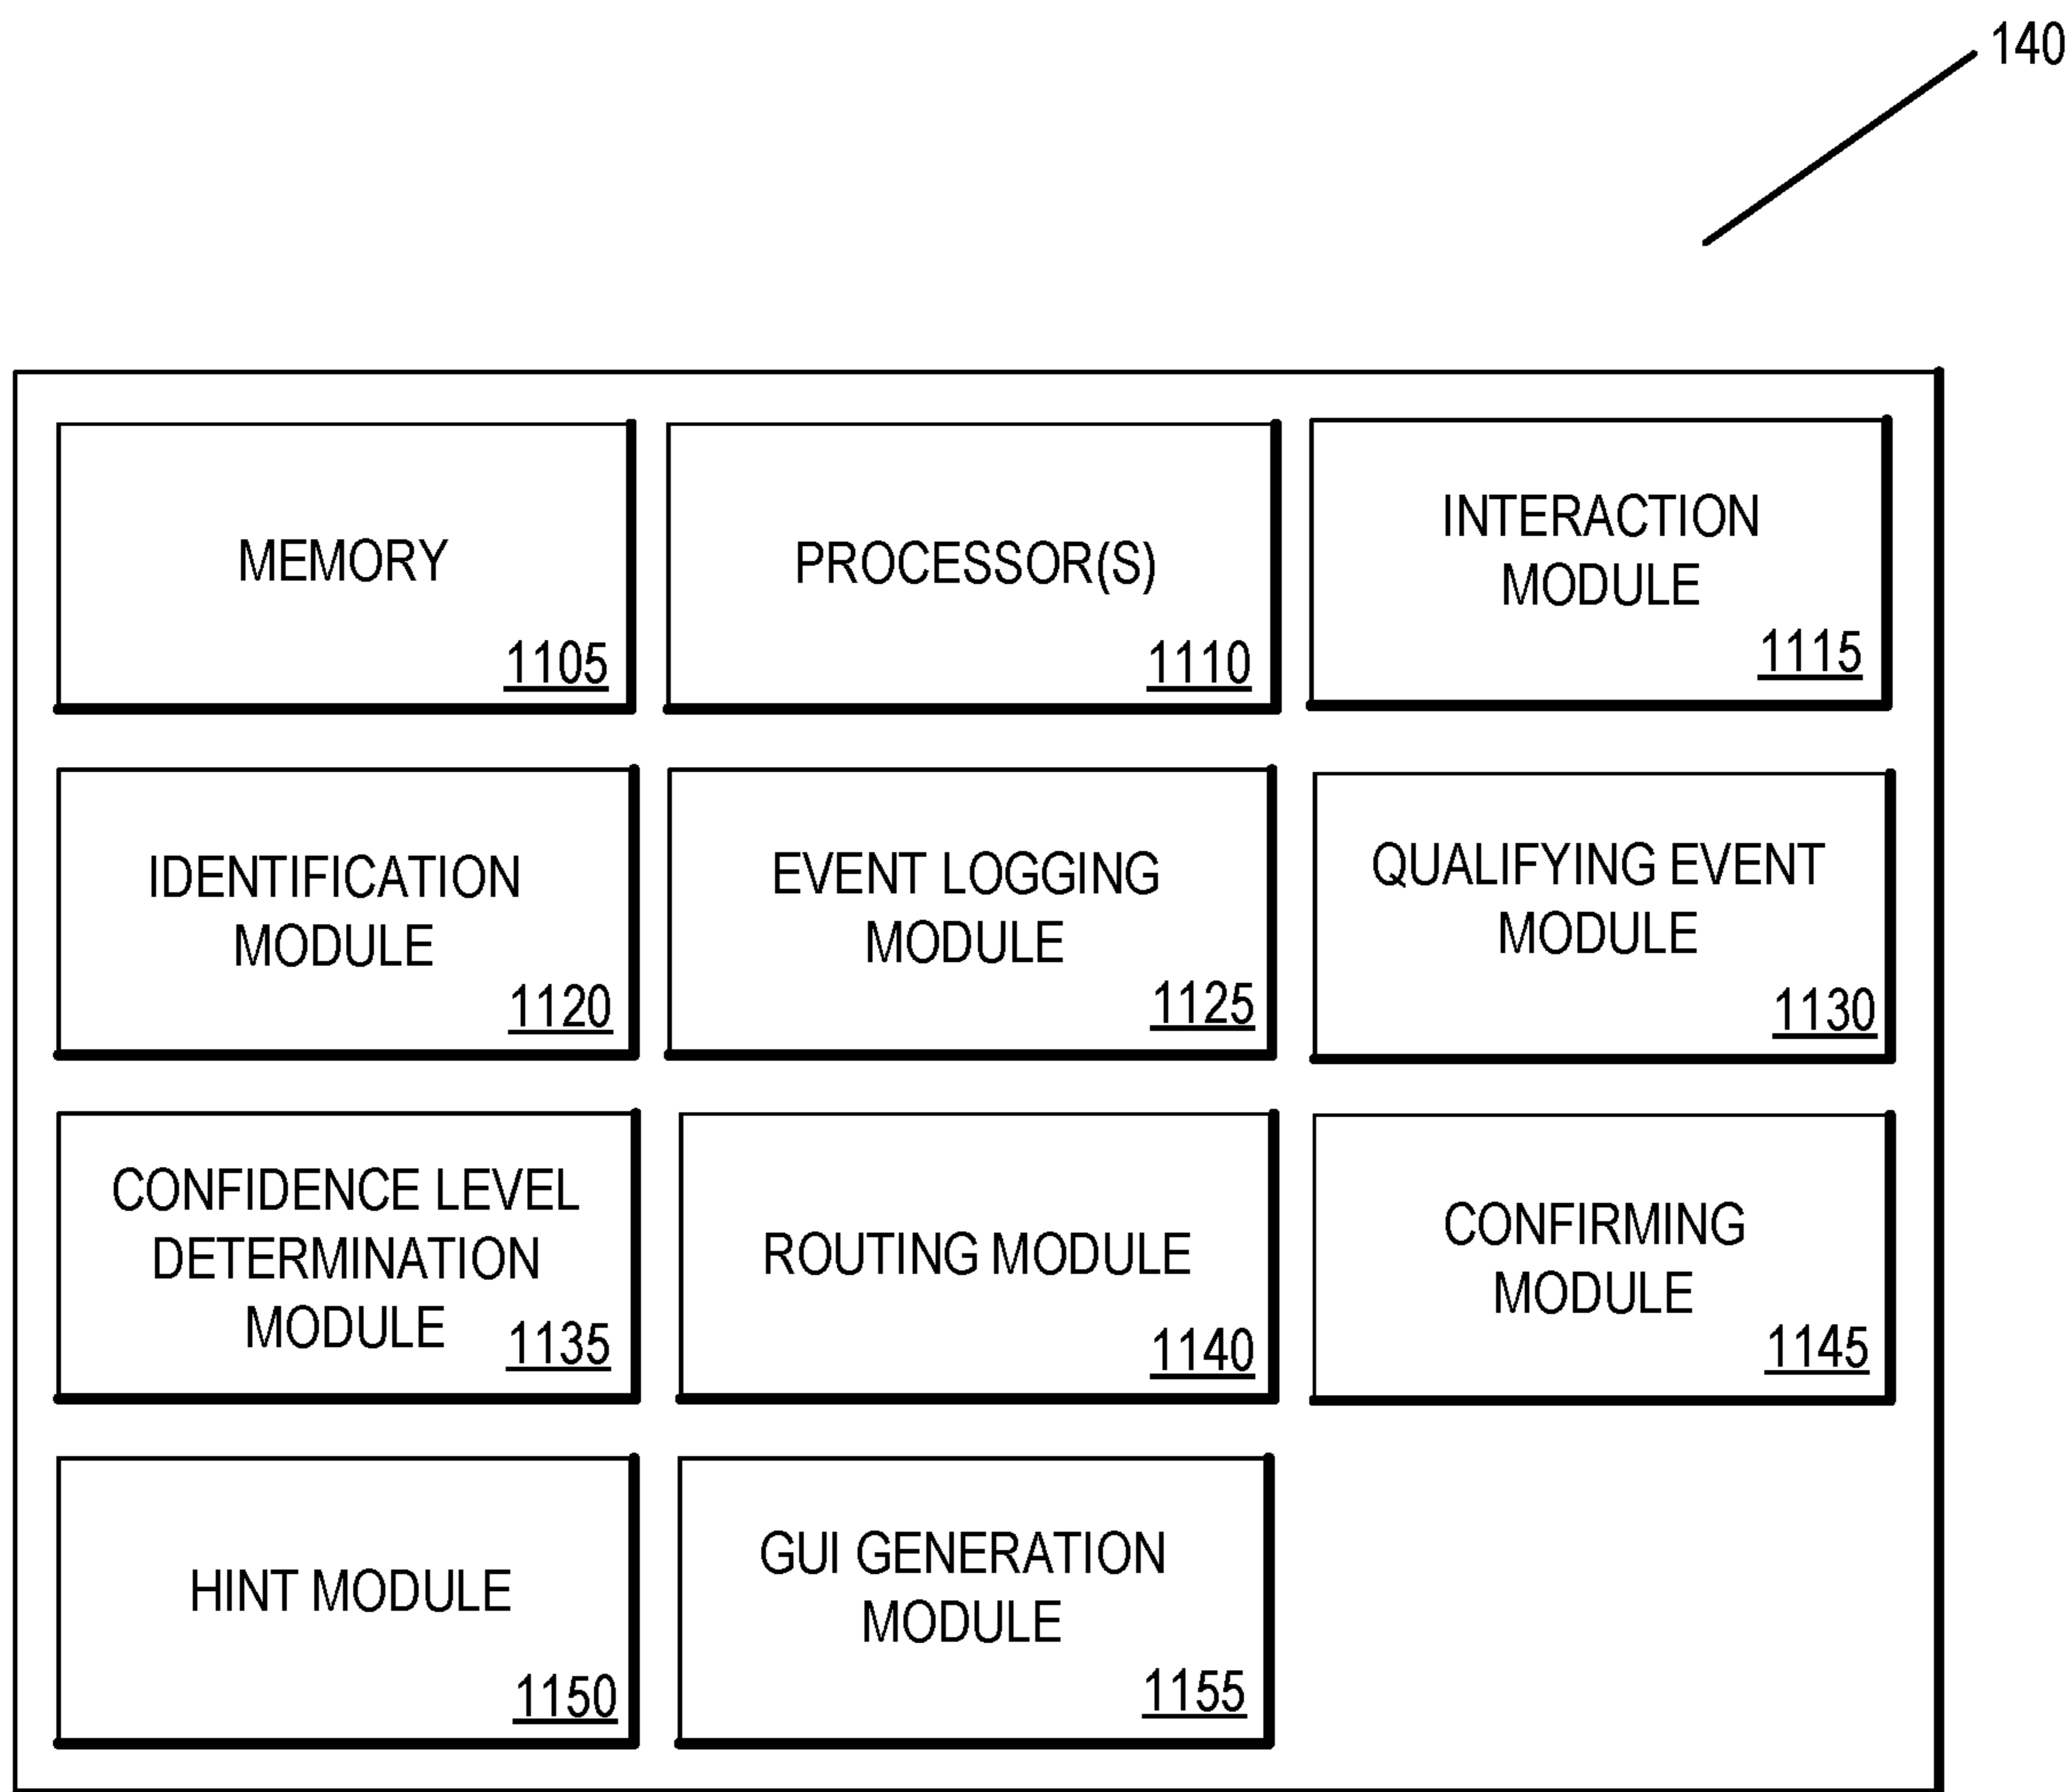 140
MEMORY
1105
PROCESSOR(S)
1110
INTERACTION
MODULE
1115
IDENTIFICATION
MODULE
1120
EVENT LOGGING
MODULE
1125
QUALIFYING EVENT
MODULE
1130
CONFIDENCE LEVEL
DETERMINATION
MODULE
1135
ROUTING MODULE
1140
CONFIRMING
MODULE
1145
HINT MODULE
1150
GUI GENERATION
MODULE
1155